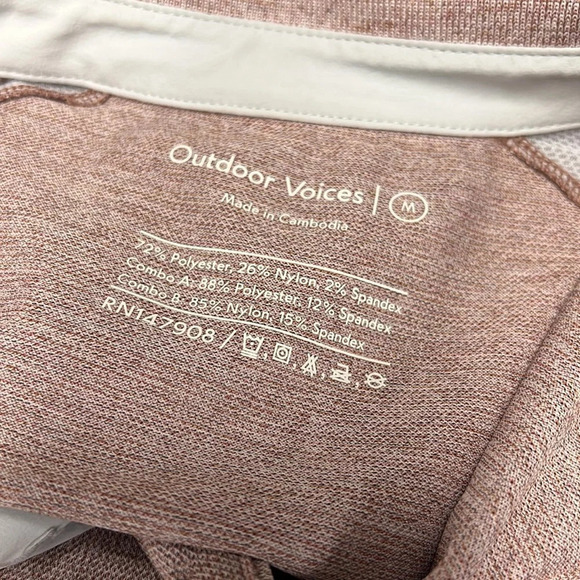 Outdoor Voices | M
Made in Cambodia
72% Polyester, 26% Nylon, 2% Spandex
Combo A: 88% Polyester, 12% Spandex
Combo B: 85% Nylon, 15% Spandex
RN147908 /